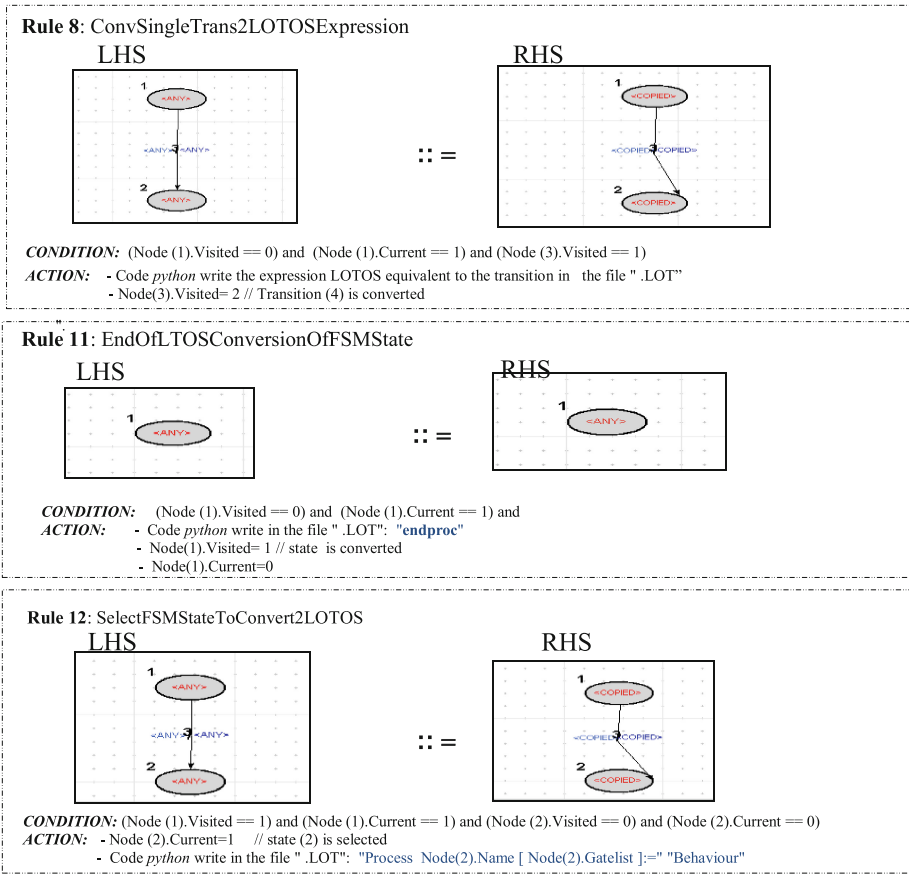 Rule 8: ConvSingleTrans2LOTOSExpression
LHS
RHS
1
<ANY>
<ANY> 3 <ANY>
2
<ANY>
: : =
1
<COPIED>
<COPIED 3 COPIED>
2
<COPIED>
CONDITION: (Node (1).Visited == 0) and (Node (1).Current == 1) and (Node (3).Visited == 1)
ACTION: - Code python write the expression LOTOS equivalent to the transition in the file " .LOT”
- Node(3).Visited= 2 // Transition (4) is converted
".
Rule 11: EndOfLTOSConversionOfFSMState
LHS
RHS
1
<ANY>
: : =
1
<ANY>
CONDITION: (Node (1).Visited == 0) and (Node (1).Current == 1) and
ACTION: - Code python write in the file " .LOT": "endproc"
- Node(1).Visited= 1 // state is converted
- Node(1).Current=0
Rule 12: SelectFSMStateToConvert2LOTOS
LHS
RHS
1
<ANY>
<ANY> 3 <ANY>
2
<ANY>
: : =
1
<COPIED>
<COPIED 3 COPIED>
2
<COPIED>
CONDITION: (Node (1).Visited == 1) and (Node (1).Current == 1) and (Node (2).Visited == 0) and (Node (2).Current == 0)
ACTION: - Node (2).Current=1 // state (2) is selected
- Code python write in the file " .LOT": "Process Node(2).Name [ Node(2).Gatelist ]:=" "Behaviour"